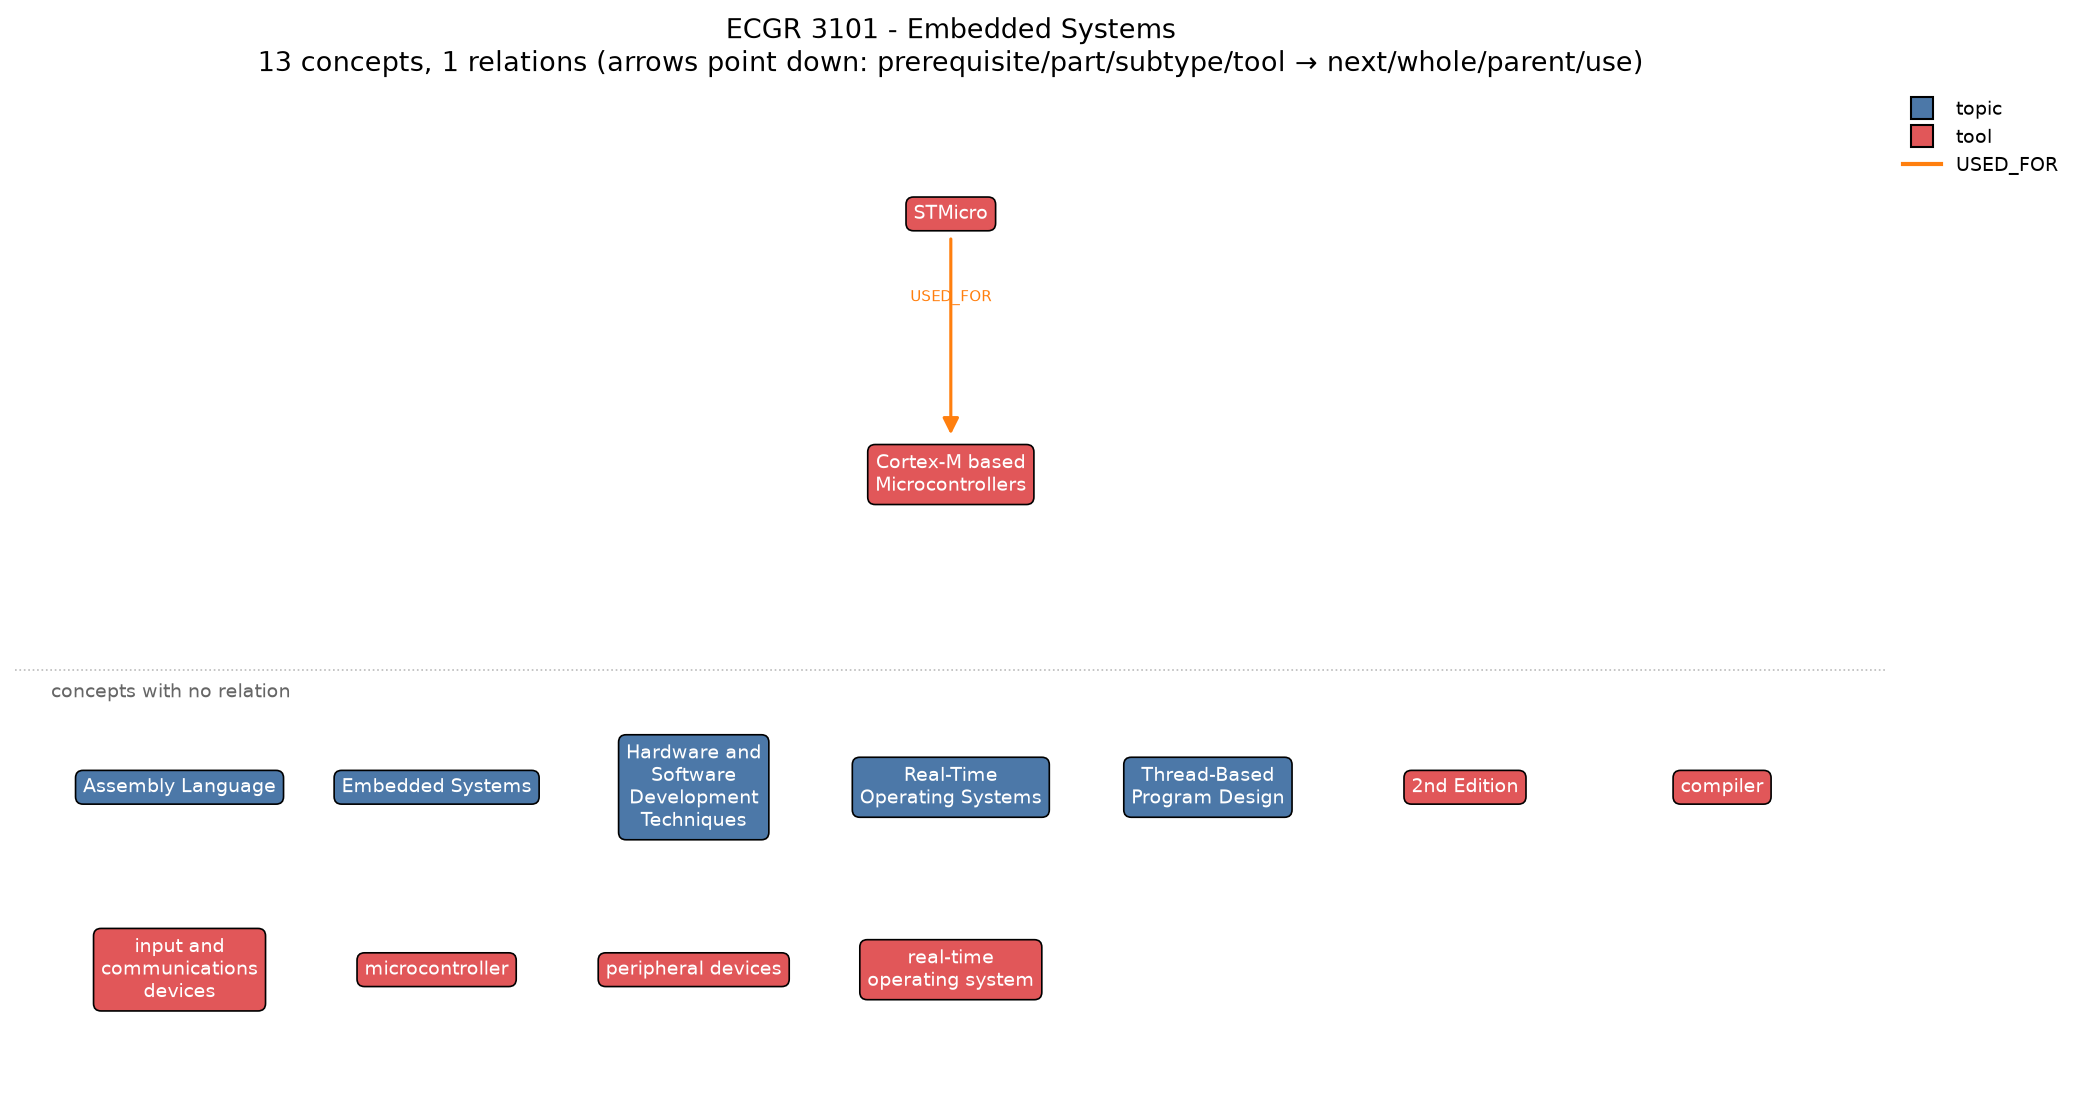 ECGR 3101 - Embedded Systems
13 concepts, 1 relations (arrows point down: prerequisite/part/subtype/tool → next/whole/parent/use)
topic
tool
USED_FOR
STMicro
USED_FOR
Cortex-M based
Microcontrollers
concepts with no relation
Assembly Language
Embedded Systems
Hardware and
Software
Development
Techniques
Real-Time
Operating Systems
Thread-Based
Program Design
2nd Edition
compiler
input and
communications
devices
microcontroller
peripheral devices
real-time
operating system